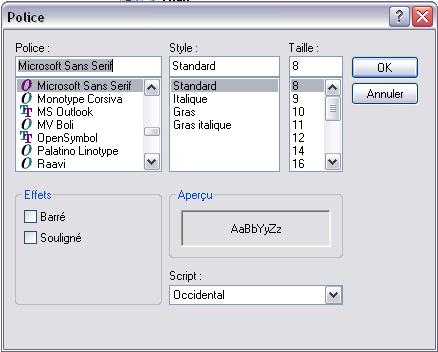 Police
Police :
Style :
Taille :
Microsoft Sans Serif
Standard
8
OK
Microsoft Sans Serif
Monotype Corsiva
MS Outlook
MV Boli
OpenSymbol
Palatino Linotype
Raavi
Standard
Italique
Gras
Gras italique
8
9
10
11
12
14
16
Annuler
Effets
Barré
Souligné
Aperçu
AaBbYyZz
Script :
Occidental